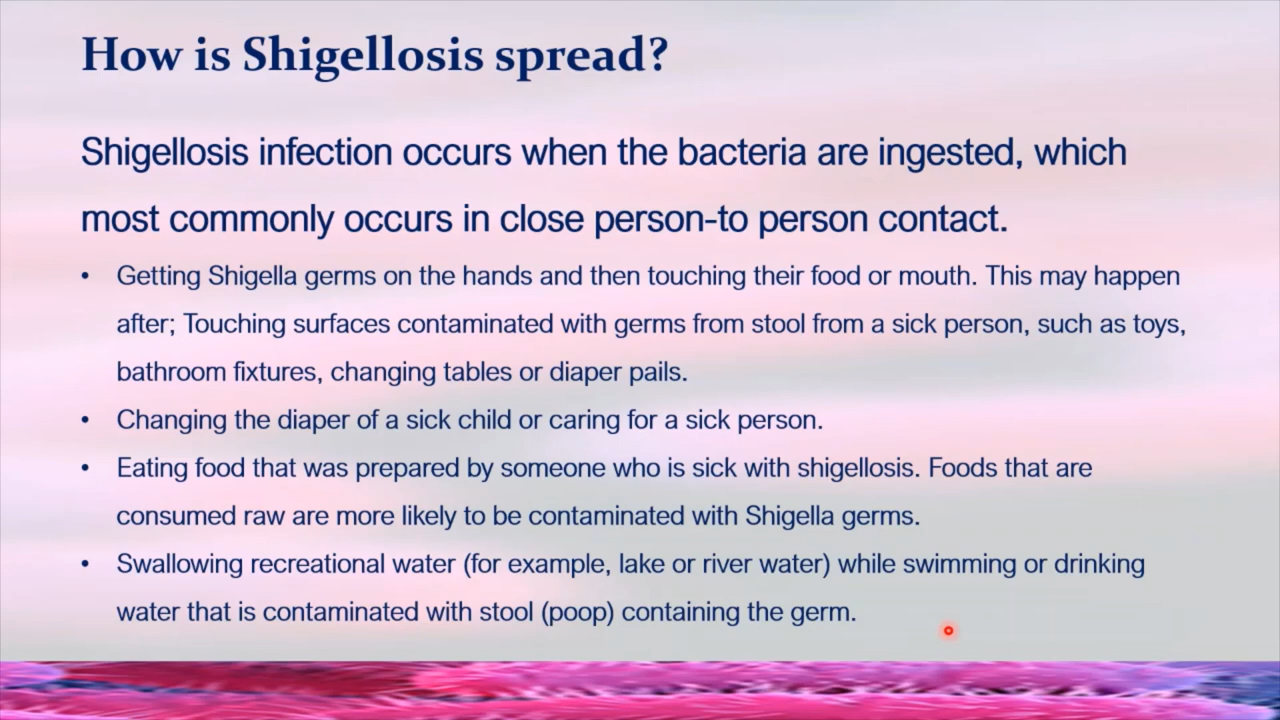 How is Shigellosis spread?
Shigellosis infection occurs when the bacteria are ingested, which
most commonly occurs in close person-to person contact.
• Getting Shigella germs on the hands and then touching their food or mouth. This may happen
after; Touching surfaces contaminated with germs from stool from a sick person, such as toys,
bathroom fixtures, changing tables or diaper pails.
• Changing the diaper of a sick child or caring for a sick person.
• Eating food that was prepared by someone who is sick with shigellosis. Foods that are
consumed raw are more likely to be contaminated with Shigella germs.
• Swallowing recreational water (for example, lake or river water) while swimming or drinking
water that is contaminated with stool (poop) containing the germ.